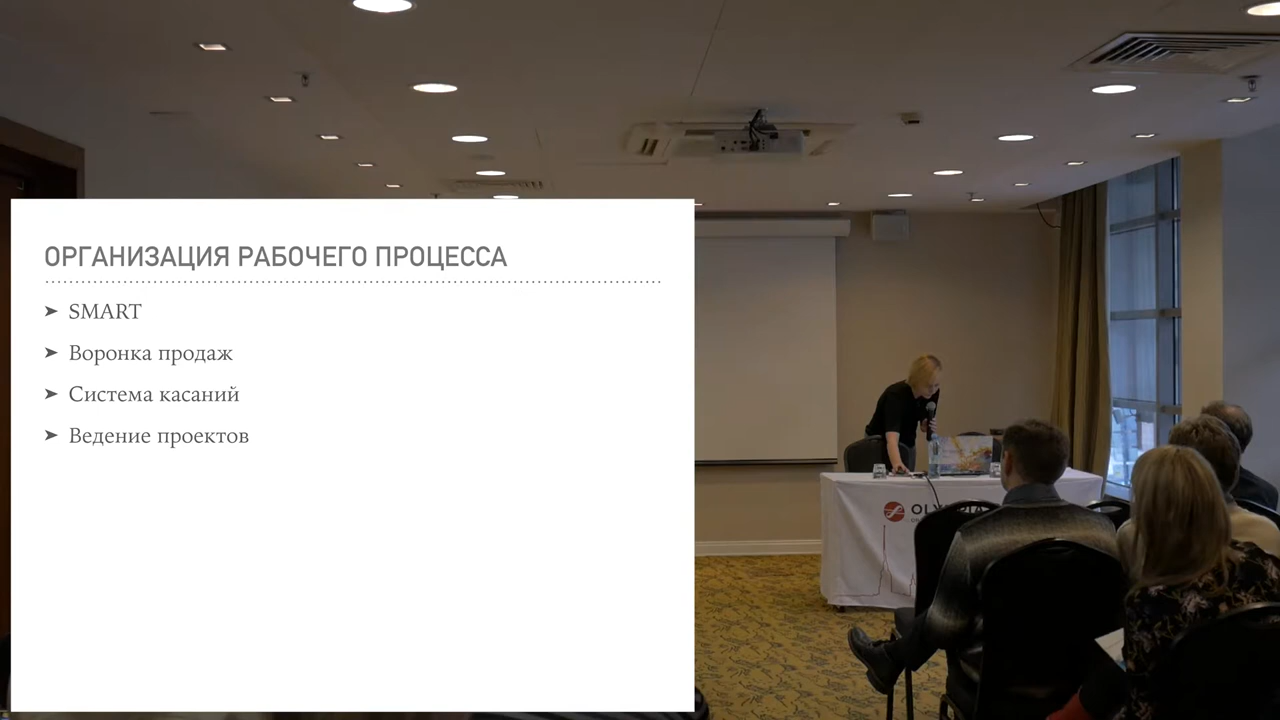 ОРГАНИЗАЦИЯ РАБОЧЕГО ПРОЦЕССА
➤ SMART
➤ Воронка продаж
➤ Система касаний
➤ Ведение проектов